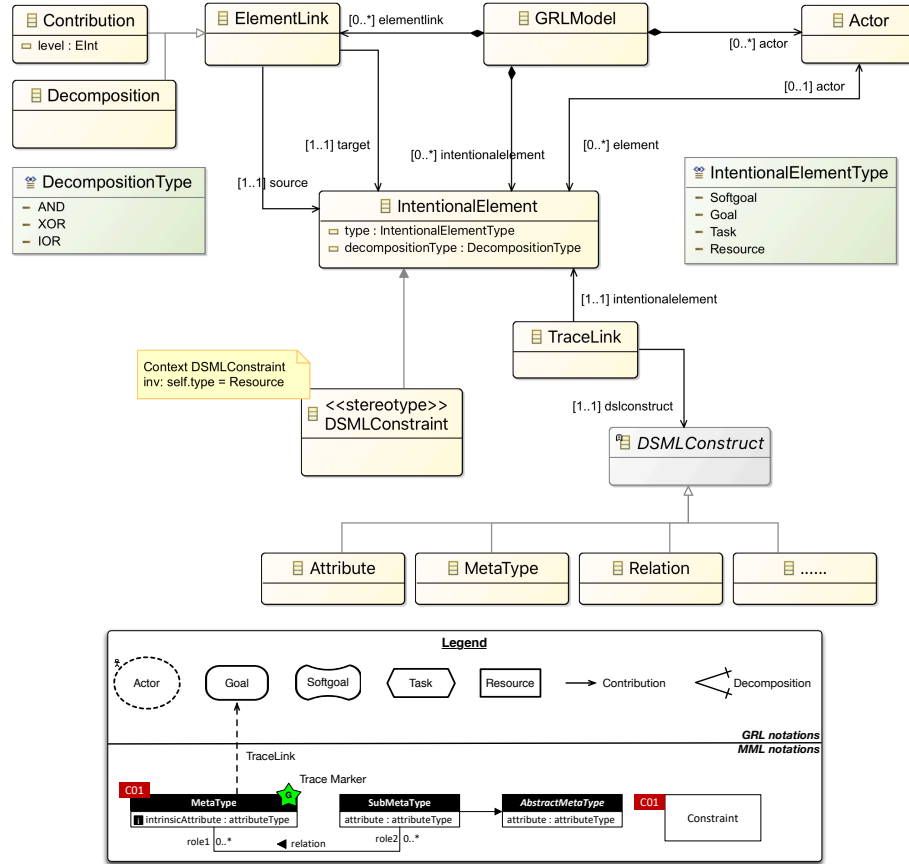 Contribution
level : EInt
ElementLink
[0..*] elementlink
GRLModel
[0..*] actor
Actor
Decomposition
[0..1] actor
[1..1] target
[0..*] intentionalelement
[0..*] element
[1..1] source
DecompositionType
AND
XOR
IOR
IntentionalElementType
Softgoal
Goal
Task
Resource
IntentionalElement
type : IntentionalElementType
decompositionType : DecompositionType
[1..1] intentionalelement
TraceLink
Context DSMLConstraint
inv: self.type = Resource
<<stereotype>>
DSMLConstraint
[1..1] dslconstruct
DSMLConstruct
Attribute
MetaType
Relation
......
Legend
Actor
Goal
Softgoal
Task
Resource
Contribution
Decomposition
GRL notations
MML notations
TraceLink
Trace Marker
C01
G
MetaType
i intrinsicAttribute : attributeType
SubMetaType
attribute : attributeType
AbstractMetaType
attribute : attributeType
C01
Constraint
role1 0..*
◀ relation
role2 0..*